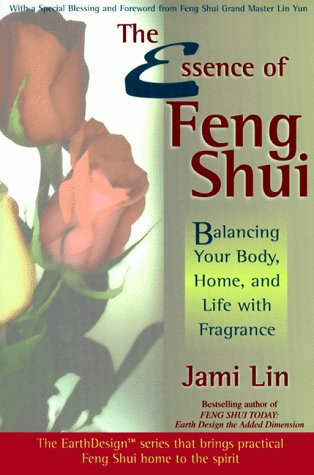 With a Special Blessing and Foreword from Feng Shui Grand Master Lin Yun
The
Essence of
Feng
Shui
Balancing
Your Body,
Home, and
Life with
Fragrance
Jami Lin
Bestselling author of
FENG SHUI TODAY:
Earth Design the Added Dimension
The EarthDesign™ series that brings practical
Feng Shui home to the spirit